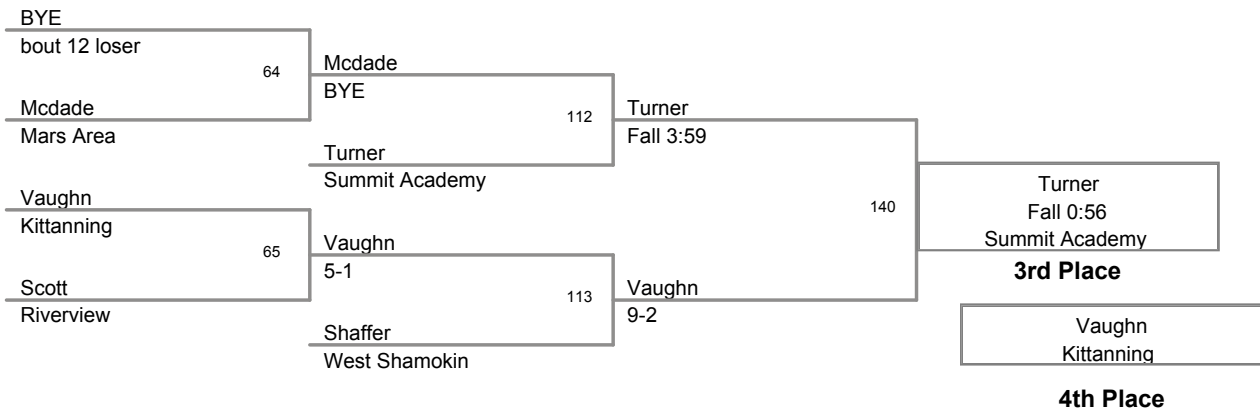 BYE
bout 12 loser
64
Mcdade
Mars Area
Vaughn
Kittanning
65
Scott
Riverview
Mcdade
BYE
112
Turner
Summit Academy
Vaughn
5-1
113
Shaffer
West Shamokin
Turner
Fall 3:59
140
Vaughn
9-2
Turner
Fall 0:56
Summit Academy
3rd Place
Vaughn
Kittanning
4th Place